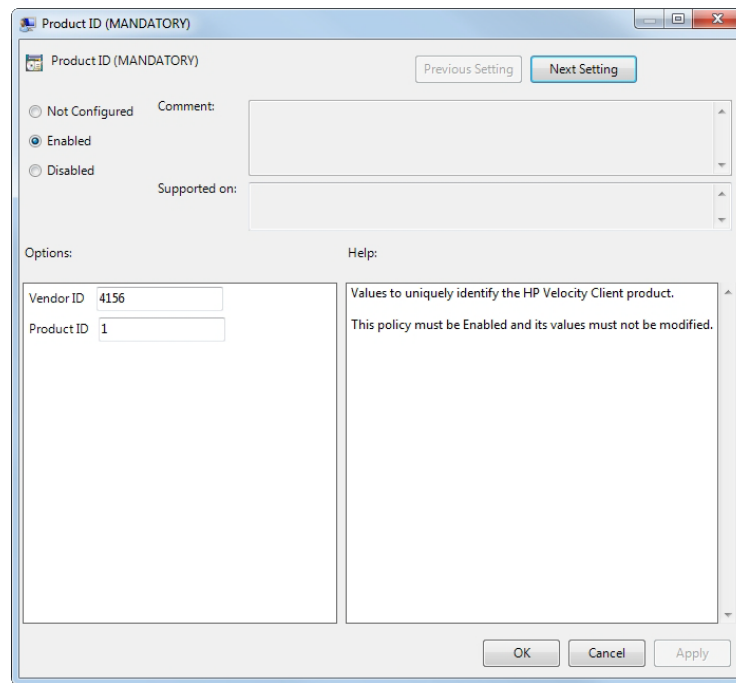 Product ID (MANDATORY)
Product ID (MANDATORY)
Previous Setting
Next Setting
Not Configured
Comment:
Enabled
Disabled
Supported on:
Options:
Help:
Vendor ID 4156
Product ID 1
Values to uniquely identify the HP Velocity Client product.
This policy must be Enabled and its values must not be modified.
OK
Cancel
Apply